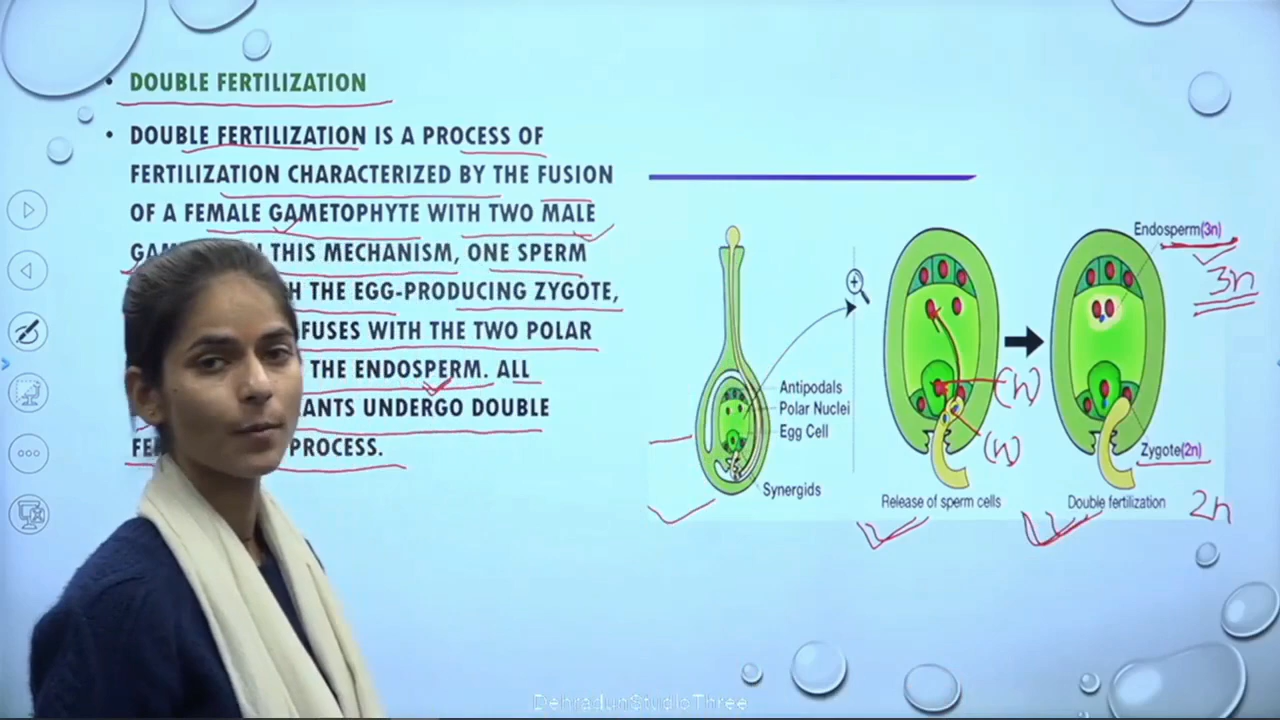 DOUBLE FERTILIZATION
DOUBLE FERTILIZATION IS A PROCESS OF
FERTILIZATION CHARACTERIZED BY THE FUSION
OF A FEMALE GAMETOPHYTE WITH TWO MALE
THIS MECHANISM, ONE SPERM
THE EGG-PRODUCING ZYGOTE,
FUSES WITH THE TWO POLAR
THE ENDOSPERM. ALL
UNDERGO DOUBLE
PROCESS.
Endosperm(3n)
3n
Antipodals
Polar Nuclei
Egg Cell
Synergids
(n)
(n)
Zygote(2n)
Release of sperm cells
Double fertilization
2n
DehradunStudioThree